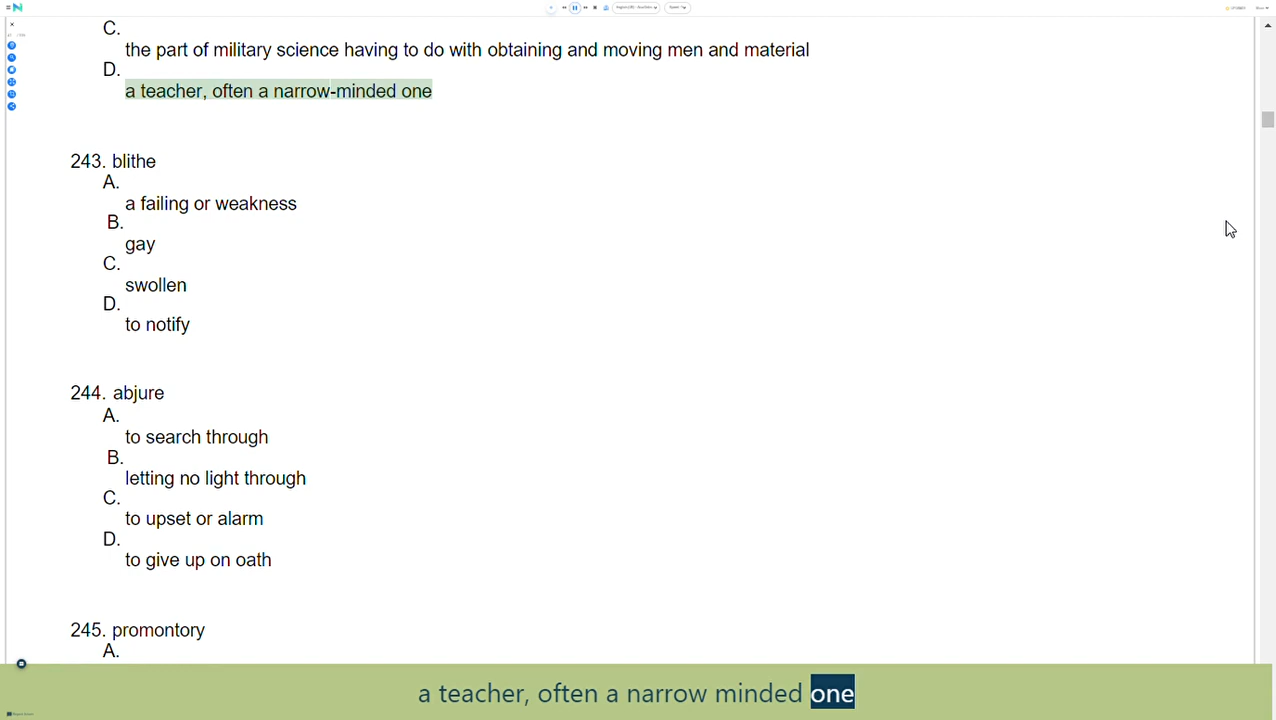 C.
the part of military science having to do with obtaining and moving men and material
D.
a teacher, often a narrow-minded one
243. blithe
A.
a failing or weakness
B.
gay
C.
swollen
D.
to notify
244. abjure
A.
to search through
B.
letting no light through
C.
to upset or alarm
D.
to give up on oath
245. promontory
A.
a teacher, often a narrow minded one